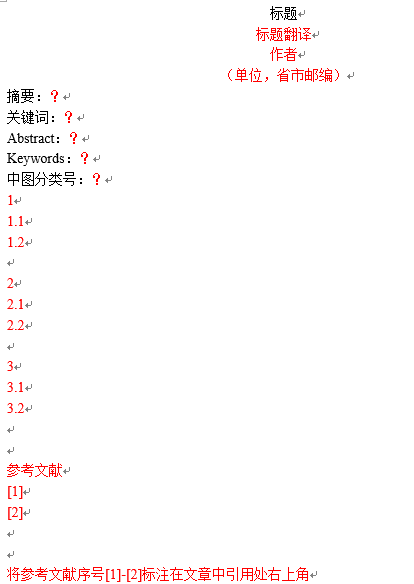 标题
标题翻译
作者
（单位，省市邮编）
摘要：？
关键词：？
Abstract：？
Keywords：？
中图分类号：？
1
1.1
1.2
2
2.1
2.2
3
3.1
3.2
参考文献
[1]
[2]
将参考文献序号[1]-[2]标注在文章中引用处右上角